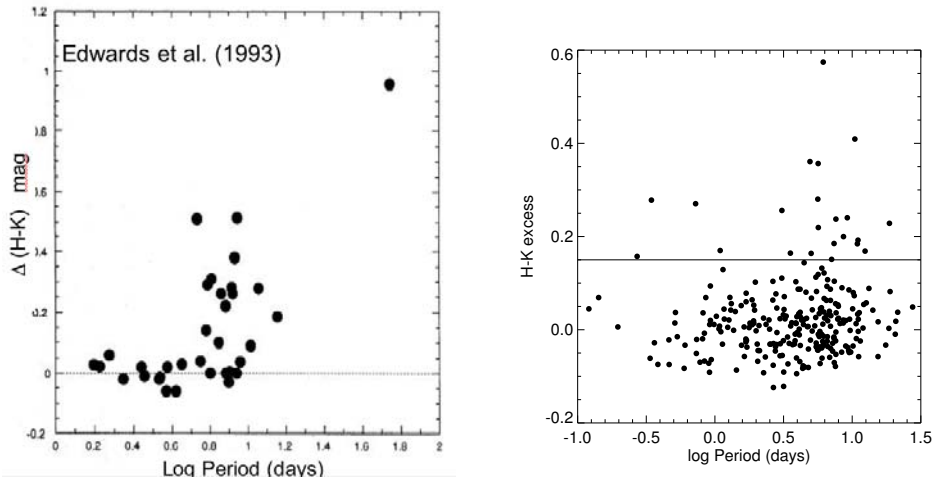 1.2
Edwards et al. (1993)
1
0
-0.2
Δ (H-K) mag
0 0.2 0.4 0.6 0.8 1.0 1.2 1.4 1.6 1.8 2
Log Period (days)
0.6
0.4
0.2
0.0
-0.2
H-K excess
-1.0 -0.5 0.0 0.5 1.0 1.5
log Period (days)